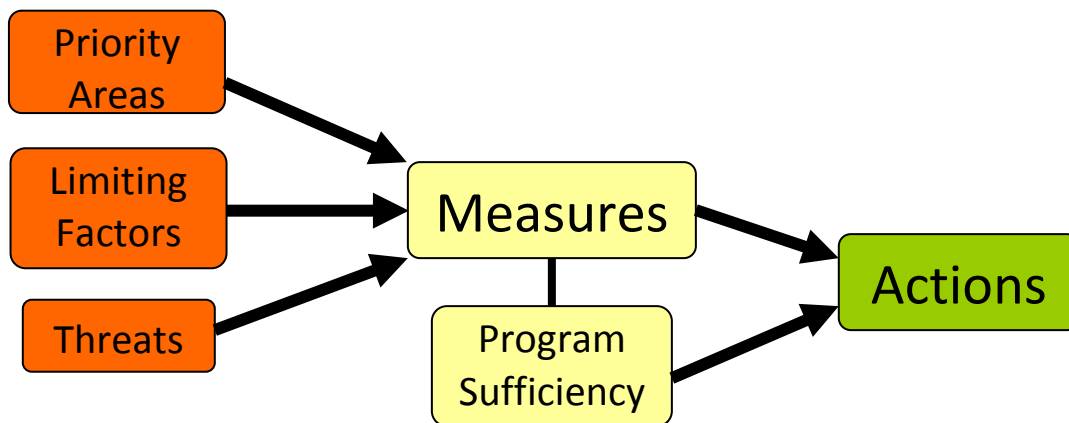 Priority
Areas
Limiting
Factors
Threats
Measures
Program
Sufficiency
Actions